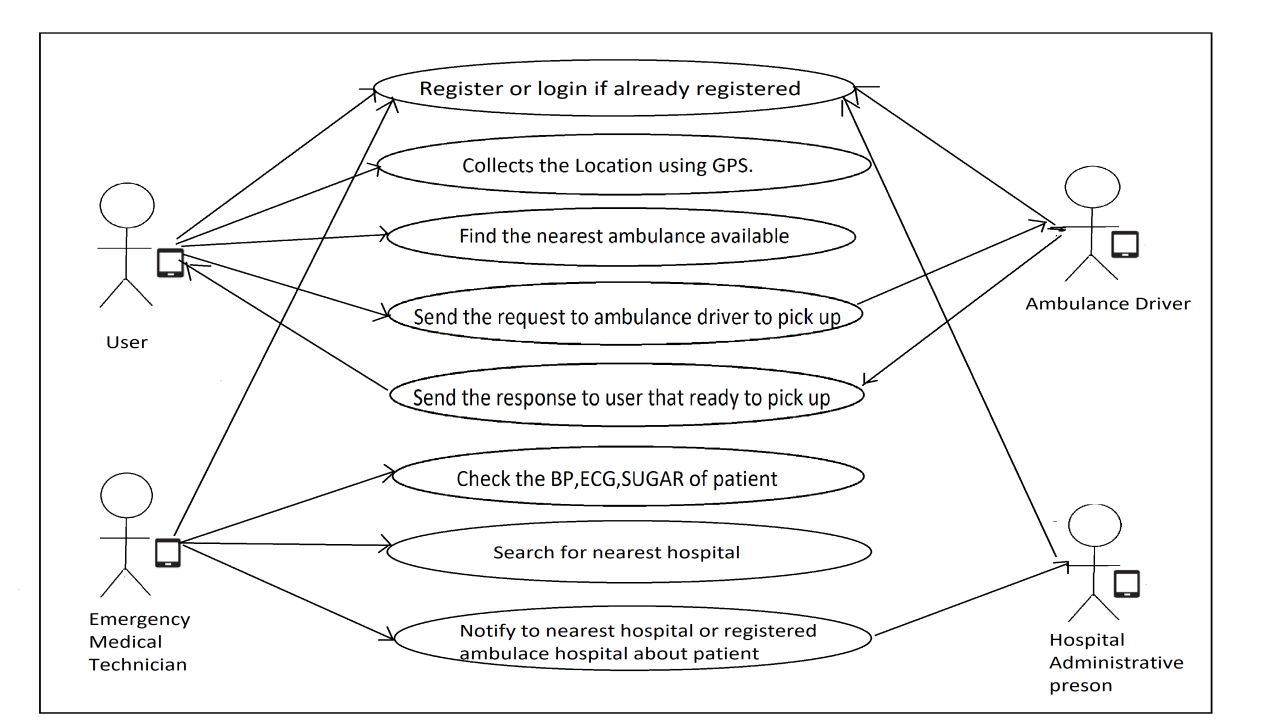 Register or login if already registered
Collects the Location using GPS.
Find the nearest ambulance available
Send the request to ambulance driver to pick up
Ambulance Driver
User
Send the response to user that ready to pick up
Check the BP,ECG,SUGAR of patient
Search for nearest hospital
Emergency
Medical
Technician
Notify to nearest hospital or registered
ambulace hospital about patient
Hospital
Administrative
preson